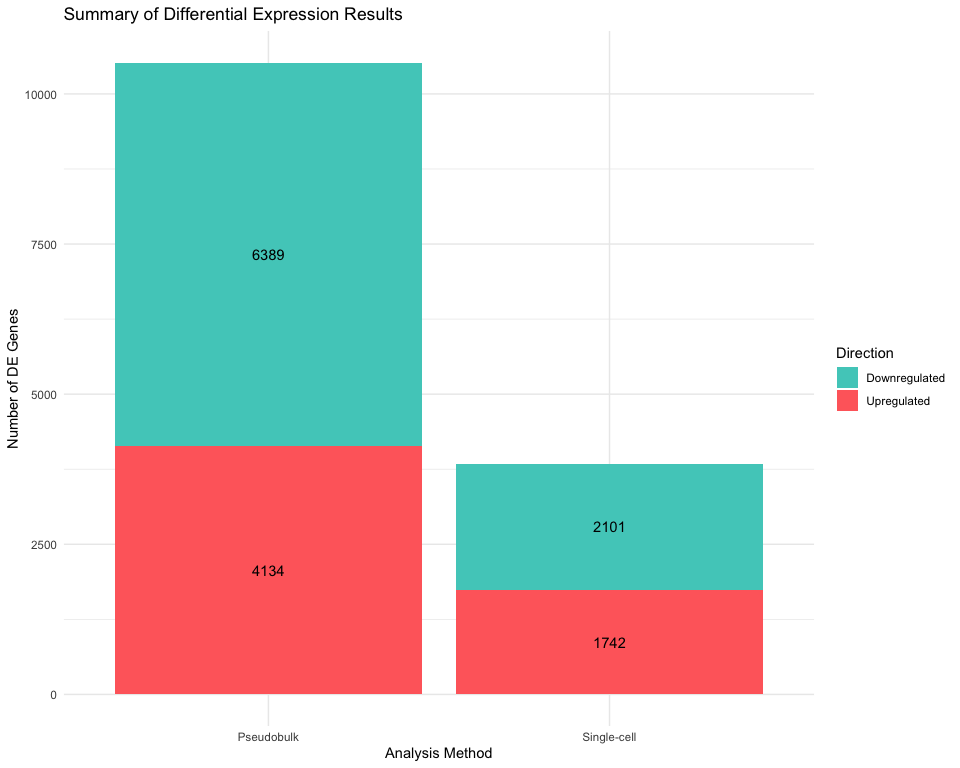 Summary of Differential Expression Results
Number of DE Genes
10000
7500
5000
2500
0
6389
4134
2101
1742
Pseudobulk
Single-cell
Analysis Method
Direction
Downregulated
Upregulated